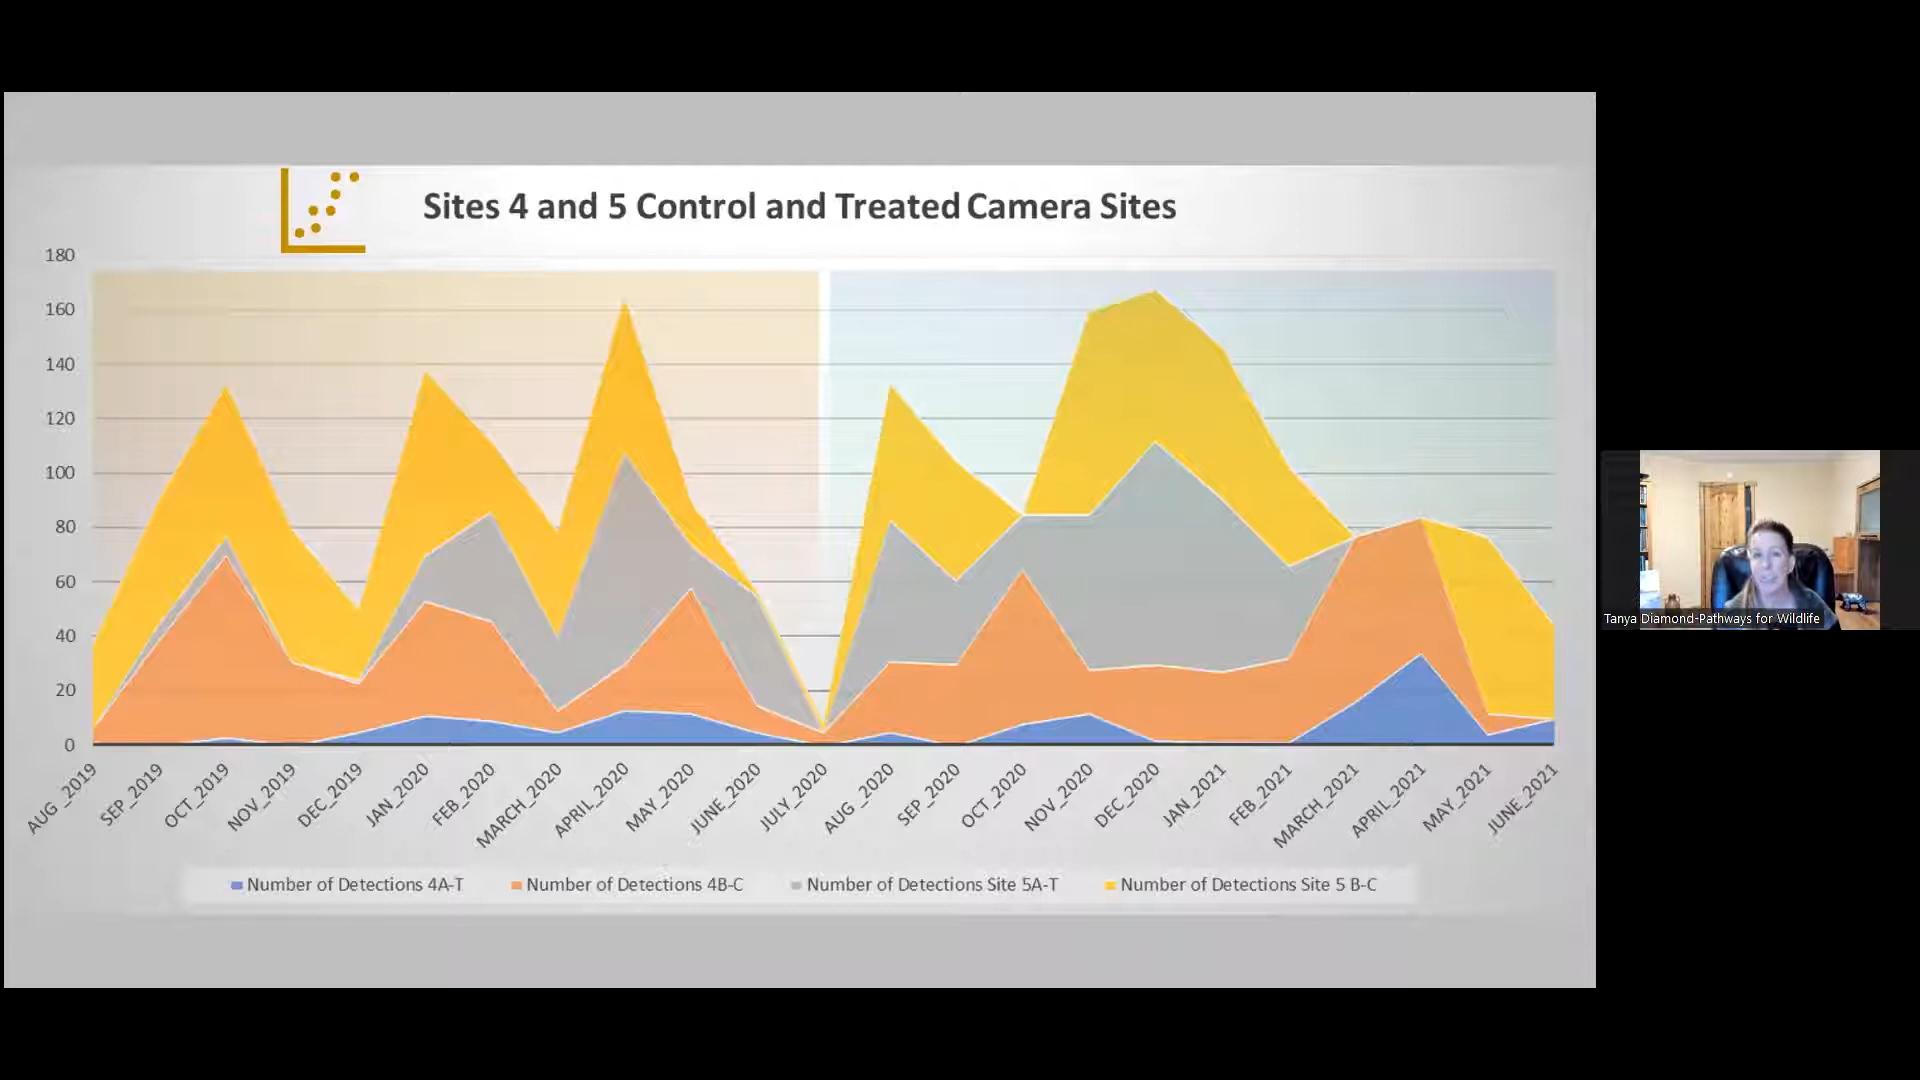 Sites 4 and 5 Control and Treated Camera Sites
180
160
140
120
100
80
60
40
20
0
AUG_2019
SEP_2019
OCT_2019
NOV_2019
DEC_2019
JAN_2020
FEB_2020
MARCH_2020
APRIL_2020
MAY_2020
JUNE_2020
JULY_2020
AUG_2020
SEP_2020
OCT_2020
NOV_2020
DEC_2020
JAN_2021
FEB_2021
MARCH_2021
APRIL_2021
MAY_2021
JUNE_2021
Number of Detections 4A-T
Number of Detections 4B-C
Number of Detections Site 5A-T
Number of Detections Site 5 B-C
Tanya Diamond-Pathways for Wildlife